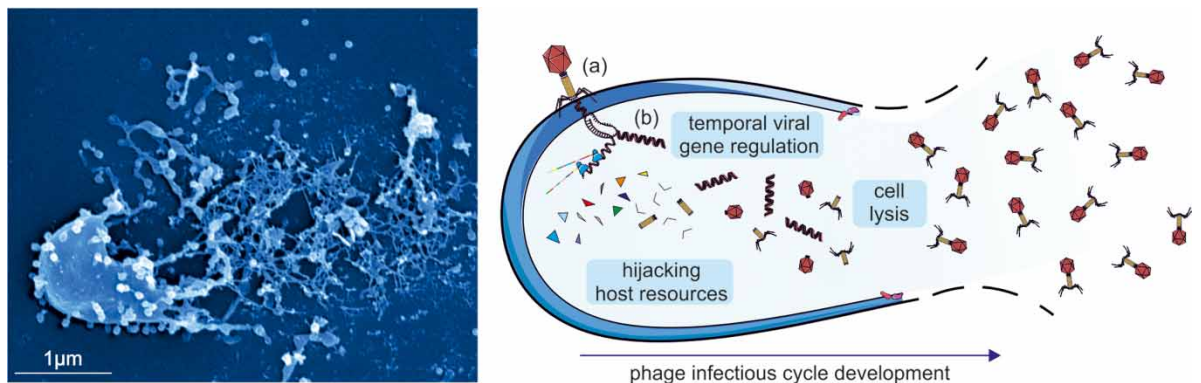 1µm
(a)
(b)
temporal viral
gene regulation
cell
lysis
hijacking
host resources
phage infectious cycle development